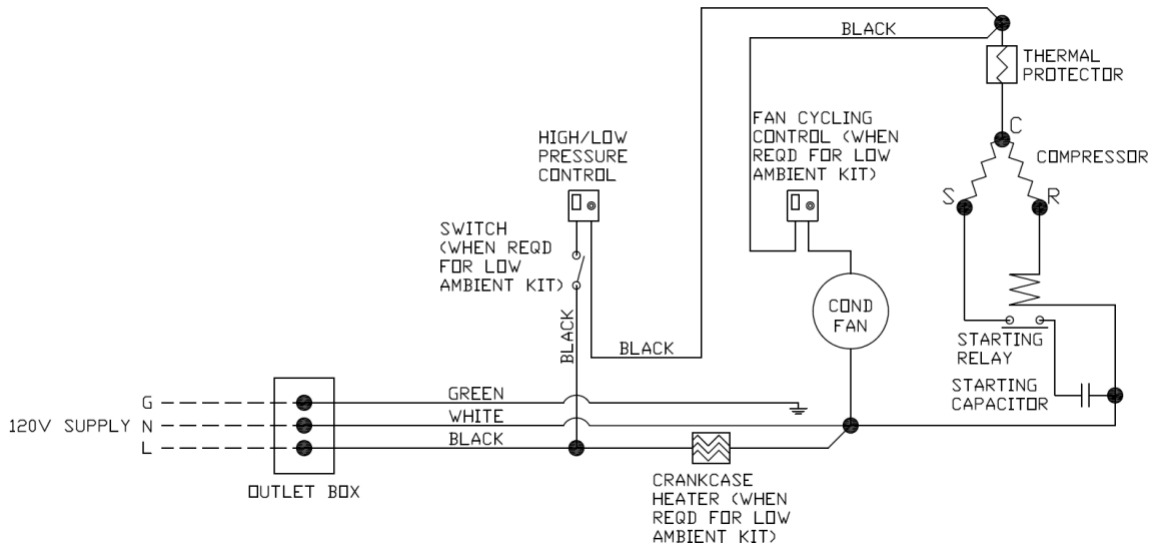 BLACK
THERMAL
PROTECTOR
C
COMPRESSOR
S
R
FAN CYCLING
CONTROL (WHEN
REQD FOR LOW
AMBIENT KIT)
HIGH/LOW
PRESSURE
CONTROL
SWITCH
(WHEN REQD
FOR LOW
AMBIENT KIT)
COND
FAN
BLACK
BLACK
STARTING
RELAY
STARTING
CAPACITOR
G
GREEN
120V SUPPLY N
WHITE
L
BLACK
OUTLET BOX
CRANKCASE
HEATER (WHEN
REQD FOR LOW
AMBIENT KIT)